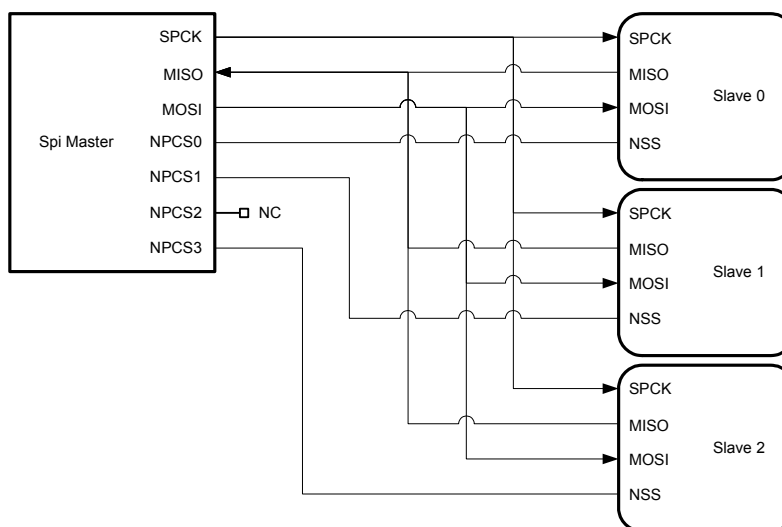 SPCK
MISO
MOSI
Spi Master
NPCS0
NPCS1
NPCS2
NC
NPCS3
SPCK
MISO
Slave 0
MOSI
NSS
SPCK
MISO
Slave 1
MOSI
NSS
SPCK
MISO
Slave 2
MOSI
NSS